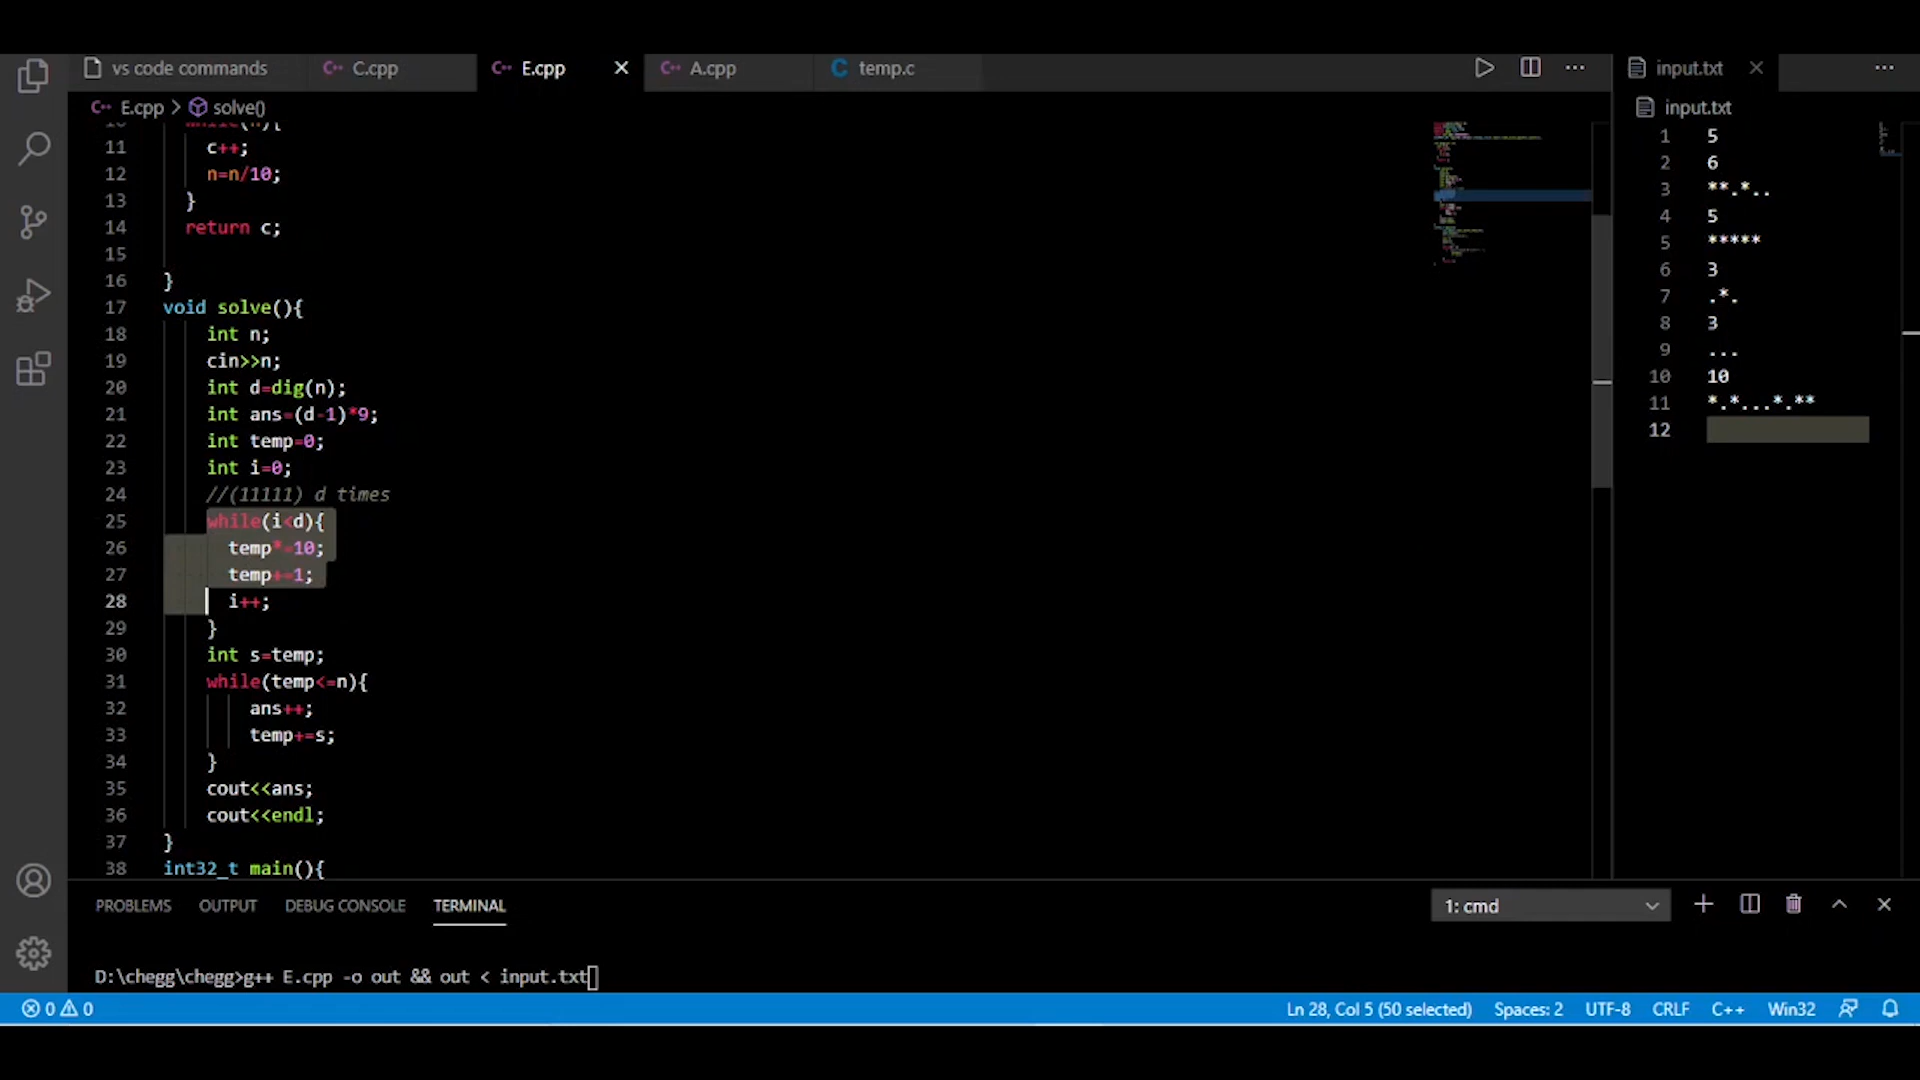 vs code commands C.cpp E.cpp A.cpp temp.c
E.cpp > solve()
10 while(n){
11 c++;
12 n=n/10;
13 }
14 return c;
15
16 }
17 void solve(){
18 int n;
19 cin>>n;
20 int d=dig(n);
21 int ans=(d-1)*9;
22 int temp=0;
23 int i=0;
24 //(11111) d times
25 while(i<d){
26 temp*=10;
27 temp+=1;
28 i++;
29 }
30 int s=temp;
31 while(temp<=n){
32 ans++;
33 temp+=s;
34 }
35 cout<<ans;
36 cout<<endl;
37 }
38 int32_t main(){
input.txt
input.txt
1 5
2 6
3 **.*..
4 5
5 *****
6 3
7 .*.
8 3
9 ...
10 10
11 *.*...*.**
12
PROBLEMS OUTPUT DEBUG CONSOLE TERMINAL 1: cmd
D:\chegg\chegg>g++ E.cpp -o out && out < input.txt
0 0 Ln 28, Col 5 (50 selected) Spaces: 2 UTF-8 CRLF C++ Win32